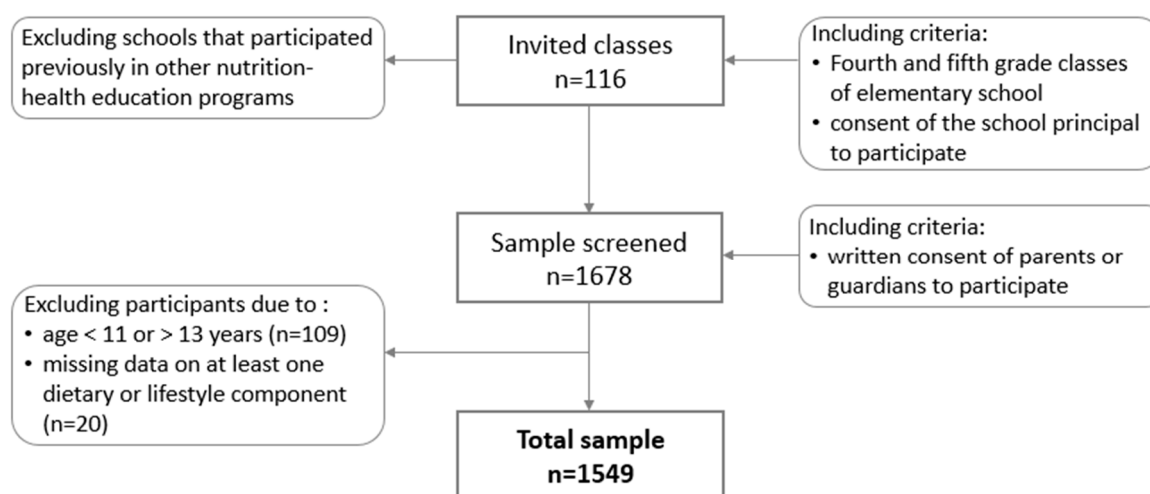 Excluding schools that participated
previously in other nutrition-
health education programs
Invited classes
n=116
Including criteria:
• Fourth and fifth grade classes
of elementary school
• consent of the school principal
to participate
Sample screened
n=1678
Including criteria:
• written consent of parents or
guardians to participate
Excluding participants due to :
• age < 11 or > 13 years (n=109)
• missing data on at least one
dietary or lifestyle component
(n=20)
Total sample
n=1549